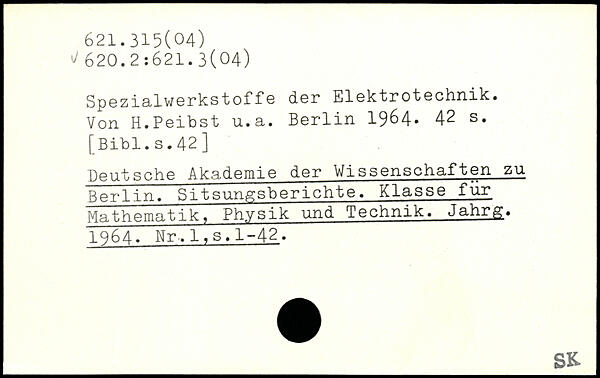 621.315(04)
√ 620.2:621.3(04)
Spezialwerkstoffe der Elektrotechnik.
Von H.Peibst u.a. Berlin 1964. 42 s.
[Bibl.s.42]
Deutsche Akademie der Wissenschaften zu
Berlin. Sitsungsberichte. Klasse für
Mathematik, Physik und Technik. Jahrg.
1964. Nr.1,s.1-42.
SK